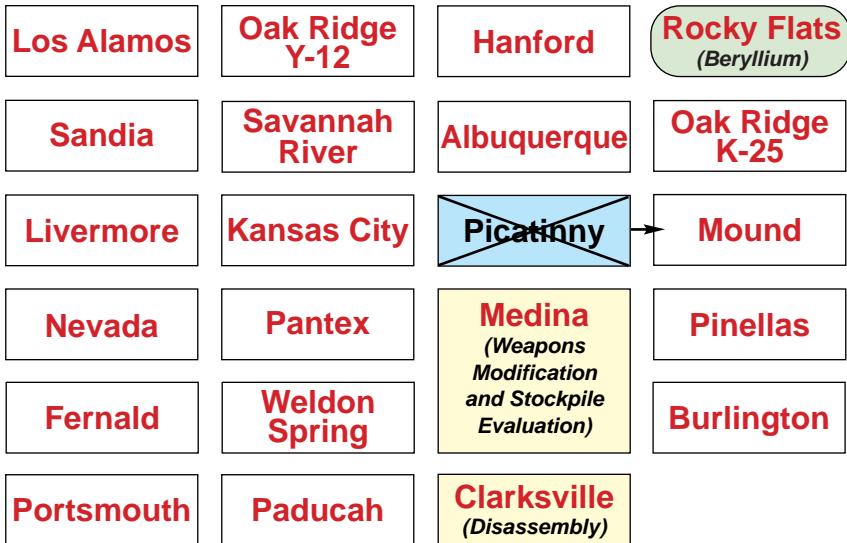 Los Alamos
Oak Ridge
Y-12
Hanford
Rocky Flats
(Beryllium)
Sandia
Savannah
River
Albuquerque
Oak Ridge
K-25
Livermore
Kansas City
Picatinny
Mound
Nevada
Pantex
Medina
(Weapons
Modification
and Stockpile
Evaluation)
Pinellas
Fernald
Weldon
Spring
Burlington
Portsmouth
Paducah
Clarksville
(Disassembly)